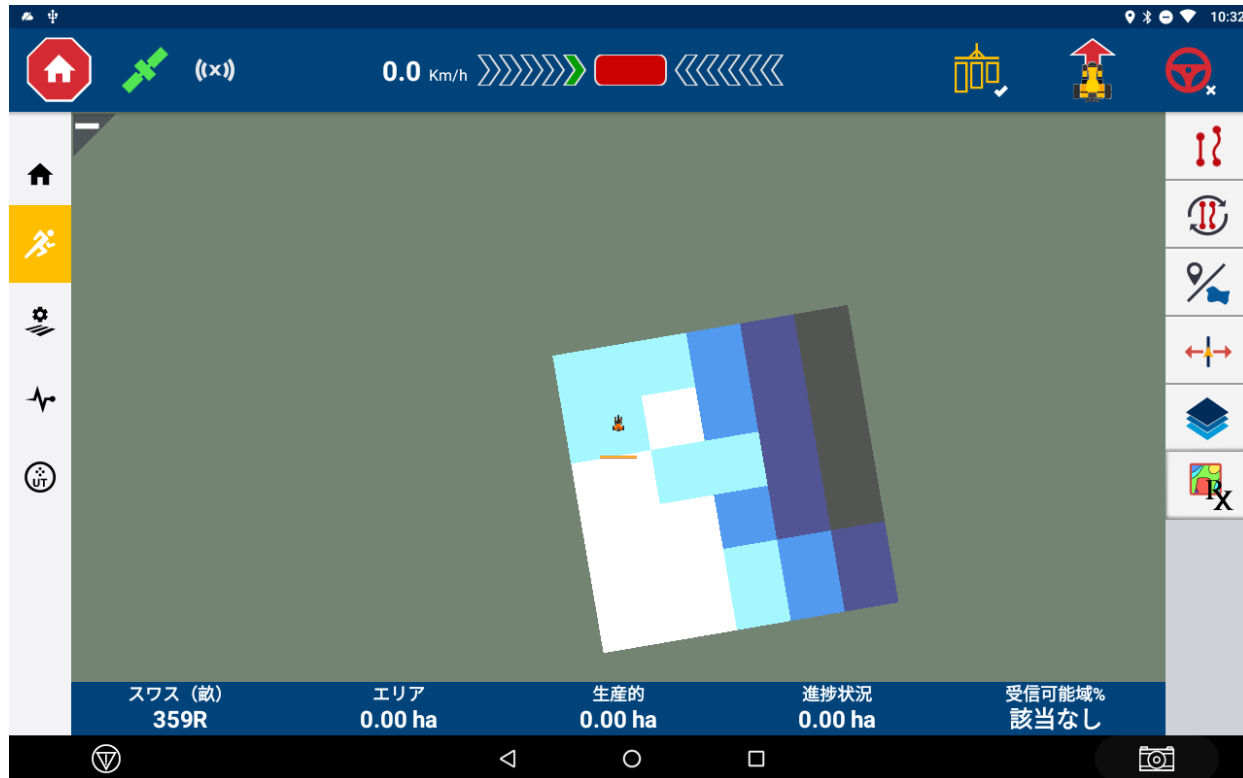 10:32
((×))
0.0 Km/h
UT
Rx
スワス（畝）
359R
エリア
0.00 ha
生産的
0.00 ha
進捗状況
0.00 ha
受信可能域%
該当なし